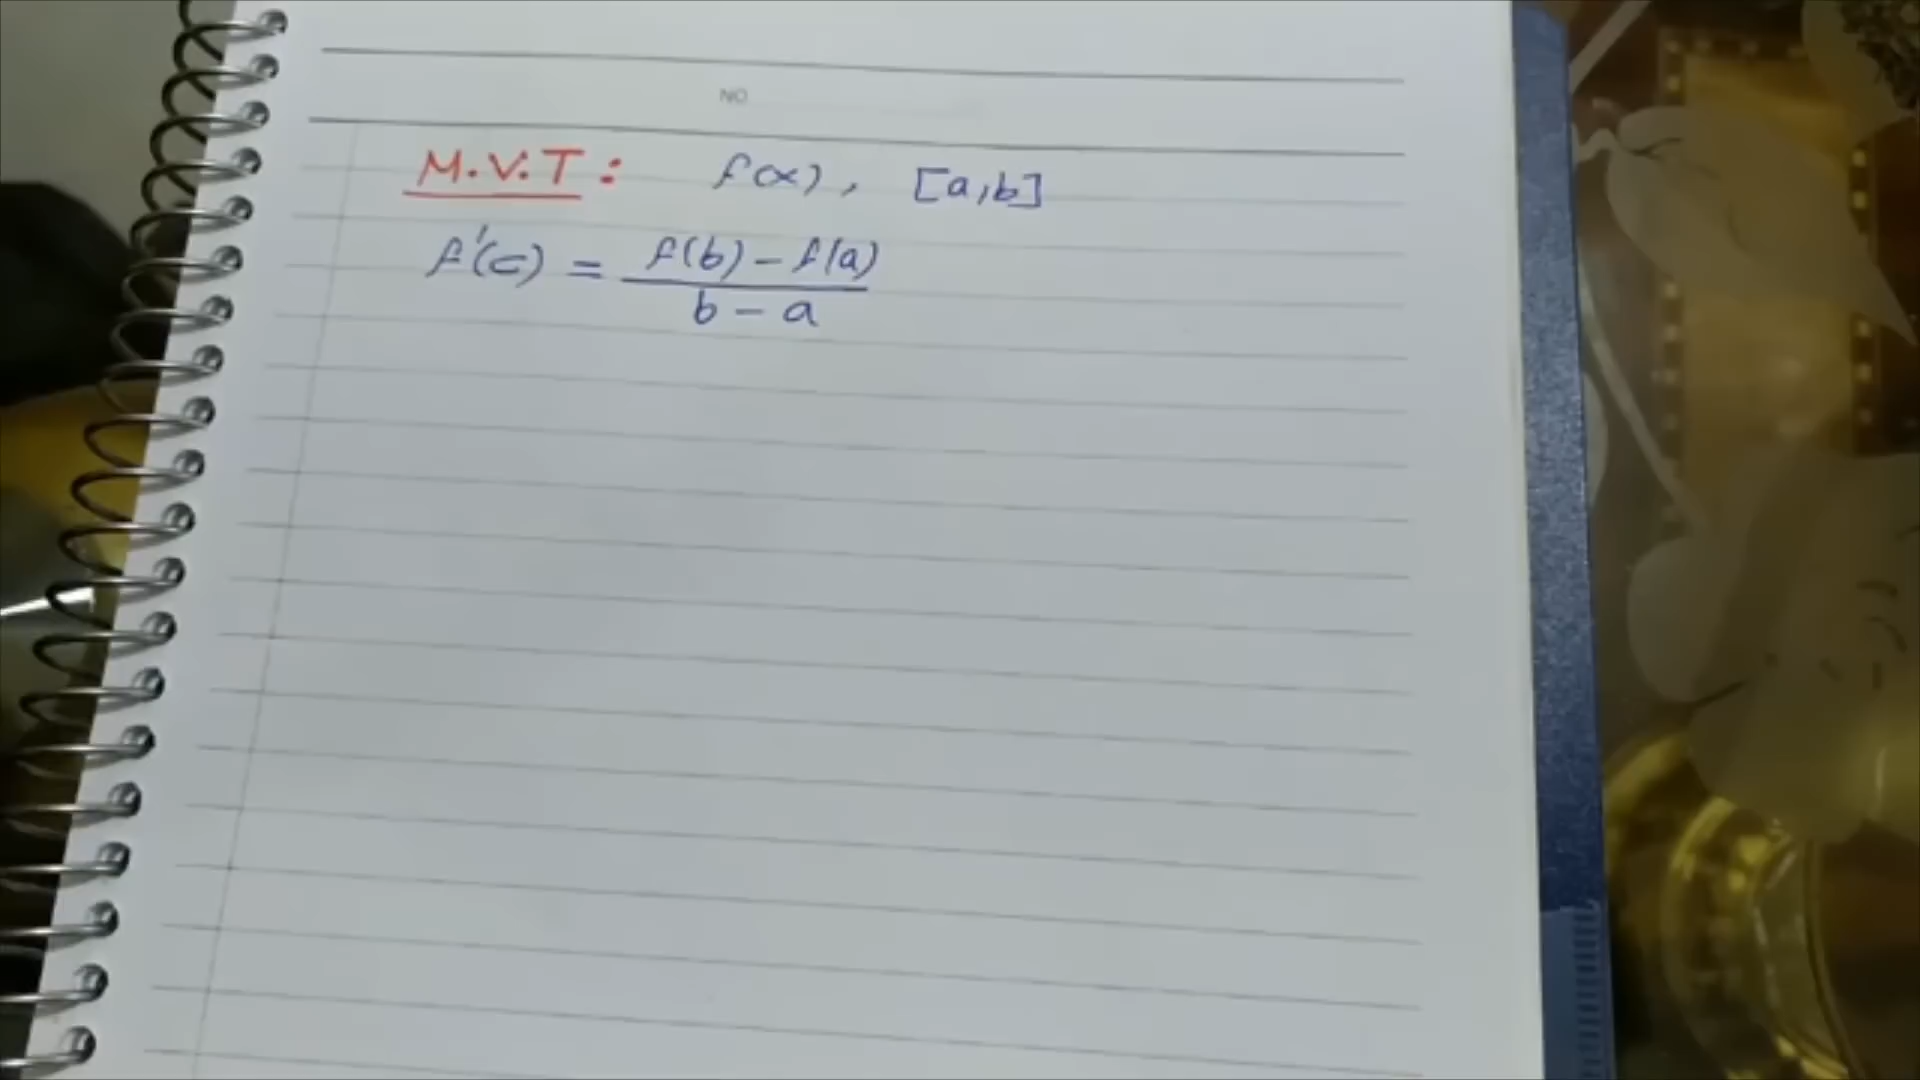 NO
M.V.T : f(x) , [a,b]
f'(c) = f(b) - f(a) / b - a